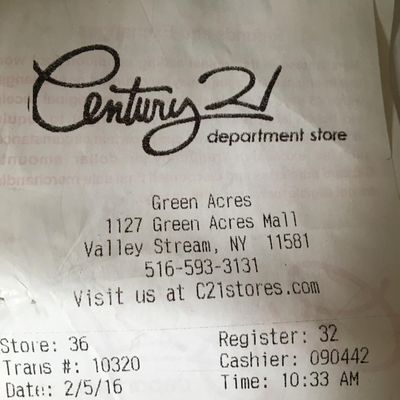 Century 21
department store
Green Acres
1127 Green Acres Mall
Valley Stream, NY 11581
516-593-3131
Visit us at C21stores.com
Store: 36 Register: 32
Trans #: 10320 Cashier: 090442
Date: 2/5/16 Time: 10:33 AM